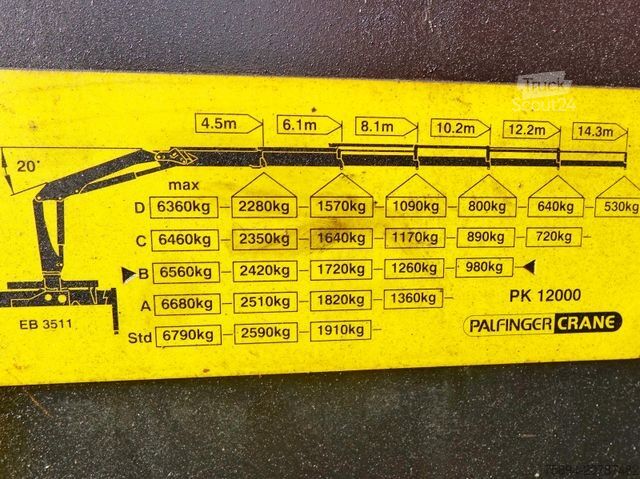 Truck
Scout24
4.5m 6.1m 8.1m 10.2m 12.2m 14.3m
20°
max
D 6360kg 2280kg 1570kg 1090kg 800kg 640kg 530kg
C 6460kg 2350kg 1640kg 1170kg 890kg 720kg
B 6560kg 2420kg 1720kg 1260kg 980kg
A 6680kg 2510kg 1820kg 1360kg PK 12000
EB 3511
Std 6790kg 2590kg 1910kg PALFINGER CRANE